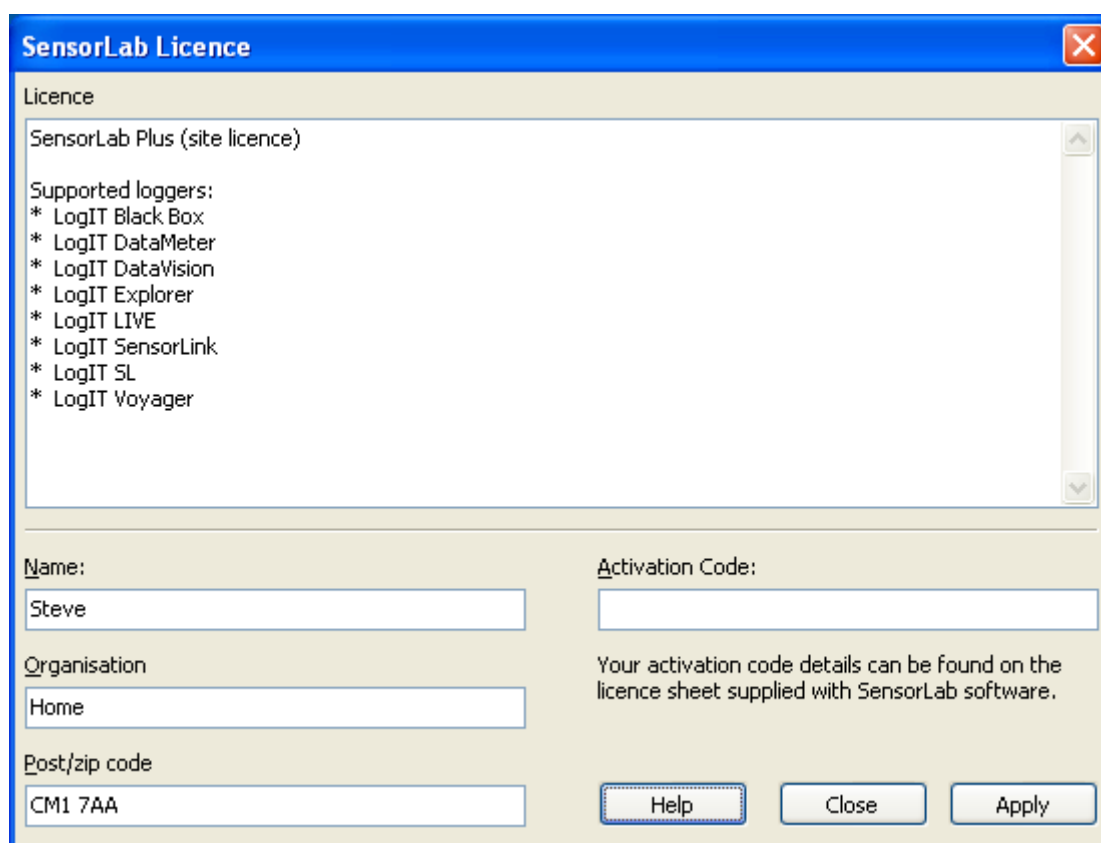 SensorLab Licence
Licence
SensorLab Plus (site licence)
Supported loggers:
* LogIT Black Box
* LogIT DataMeter
* LogIT DataVision
* LogIT Explorer
* LogIT LIVE
* LogIT SensorLink
* LogIT SL
* LogIT Voyager
Name:
Steve
Organisation
Home
Post/zip code
CM1 7AA
Activation Code:
Your activation code details can be found on the
licence sheet supplied with SensorLab software.
Help
Close
Apply